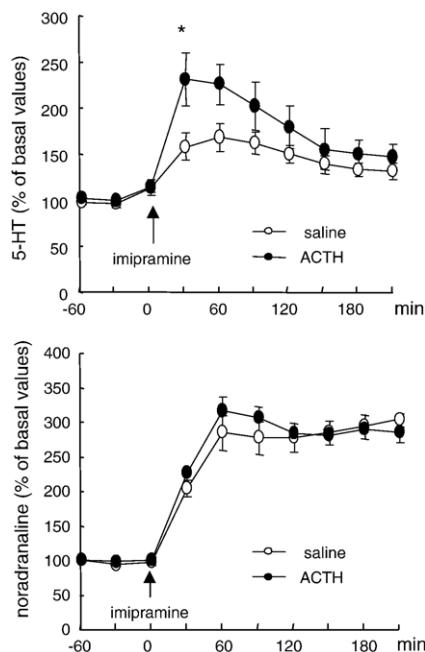 300
250
200
150
100
50
0
5-HT (% of basal values)
*
imipramine
saline
ACTH
-60 0 60 120 180 min
400
350
300
250
200
150
100
50
0
noradranaline (% of basal values)
imipramine
saline
ACTH
-60 0 60 120 180 min